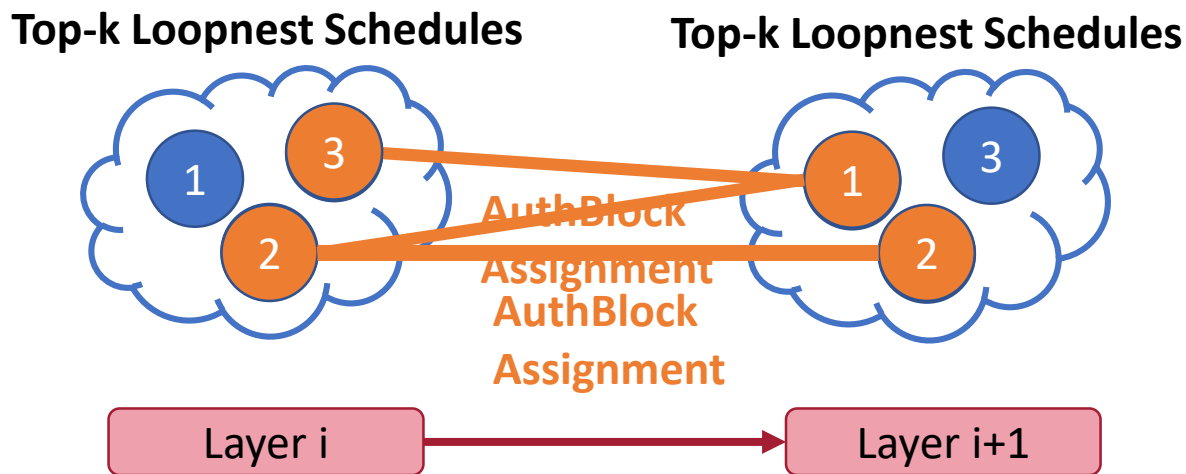 Top-k Loopnest Schedules
Top-k Loopnest Schedules
1
3
2
1
3
2
AuthBlock
Assignment
AuthBlock
Assignment
Layer i
Layer i+1